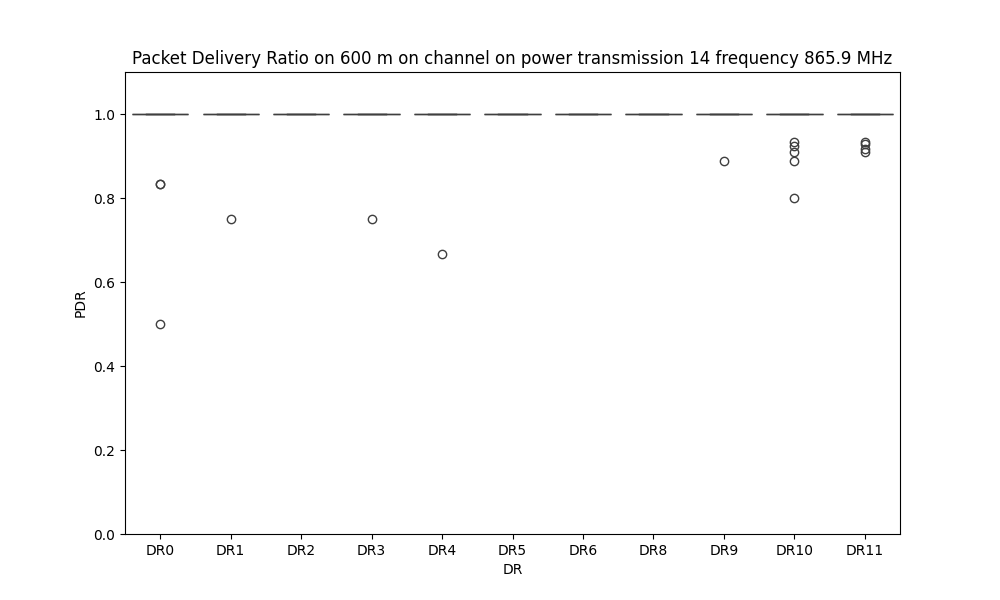 Packet Delivery Ratio on 600 m on channel on power transmission 14 frequency 865.9 MHz
1.0
0.8
0.6
0.4
0.2
0.0
PDR
DR0 DR1 DR2 DR3 DR4 DR5 DR6 DR8 DR9 DR10 DR11
DR